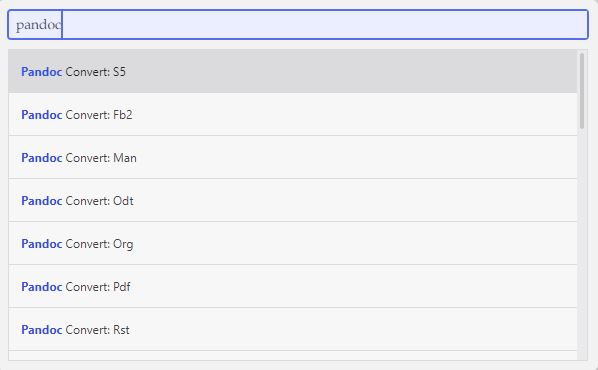 pandoc
Pandoc Convert: S5
Pandoc Convert: Fb2
Pandoc Convert: Man
Pandoc Convert: Odt
Pandoc Convert: Org
Pandoc Convert: Pdf
Pandoc Convert: Rst